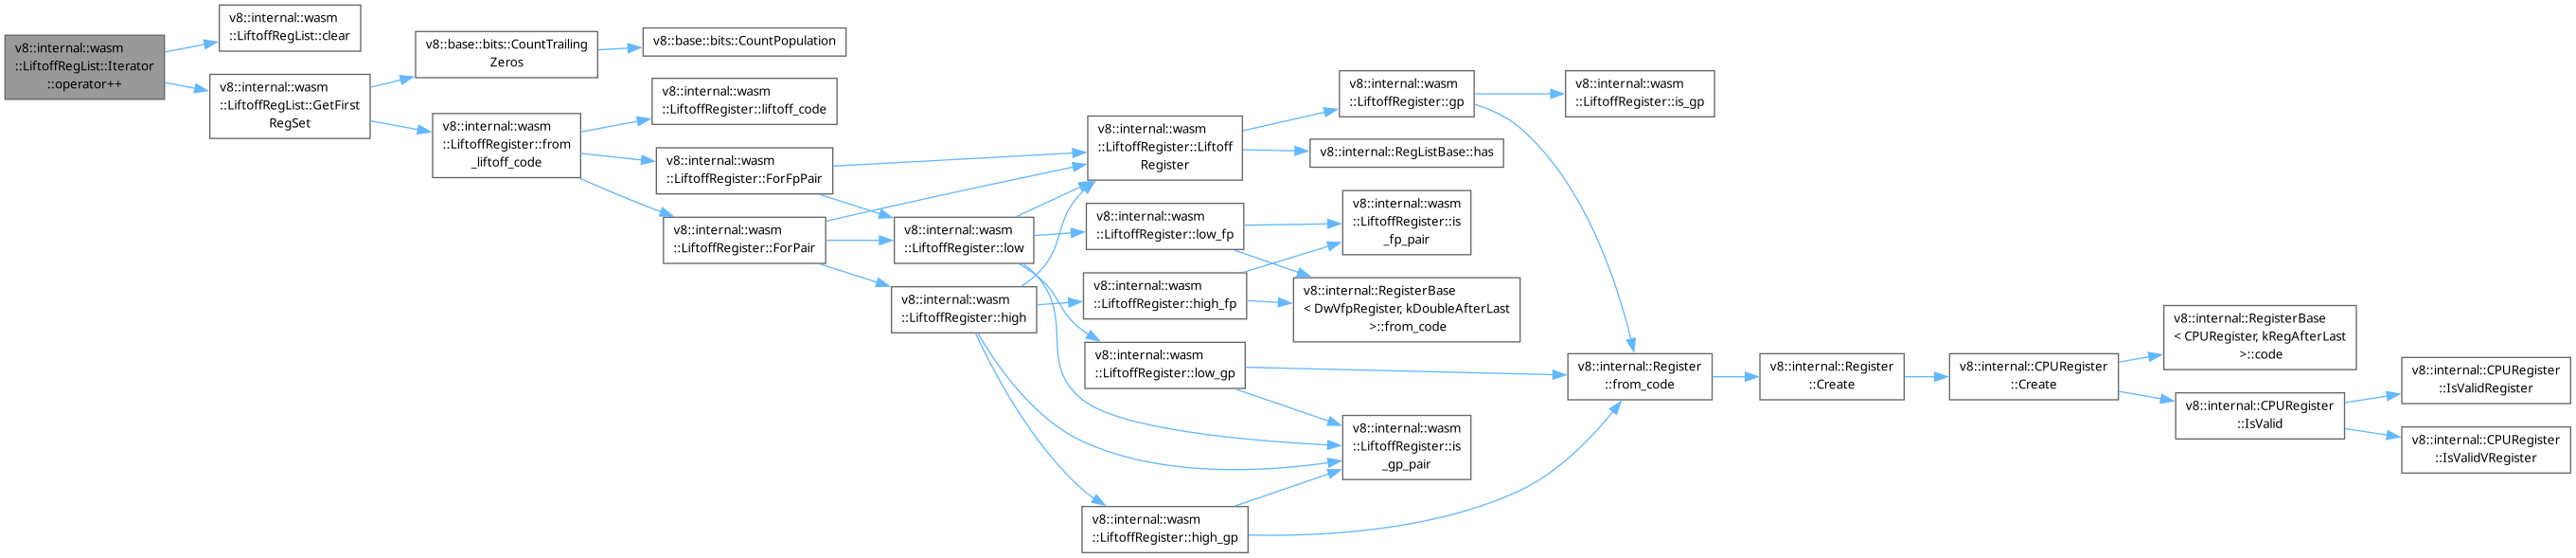 v8::internal::wasm
::LiftoffRegList::Iterator
::operator++
v8::internal::wasm
::LiftoffRegList::clear
v8::internal::wasm
::LiftoffRegList::GetFirst
RegSet
v8::base::bits::CountTrailing
Zeros
v8::base::bits::CountPopulation
v8::internal::wasm
::LiftoffRegister::from
_liftoff_code
v8::internal::wasm
::LiftoffRegister::liftoff_code
v8::internal::wasm
::LiftoffRegister::ForFpPair
v8::internal::wasm
::LiftoffRegister::ForPair
v8::internal::wasm
::LiftoffRegister::low
v8::internal::wasm
::LiftoffRegister::high
v8::internal::wasm
::LiftoffRegister::Liftoff
Register
v8::internal::wasm
::LiftoffRegister::low_fp
v8::internal::wasm
::LiftoffRegister::high_fp
v8::internal::wasm
::LiftoffRegister::low_gp
v8::internal::wasm
::LiftoffRegister::high_gp
v8::internal::wasm
::LiftoffRegister::gp
v8::internal::RegListBase::has
v8::internal::wasm
::LiftoffRegister::is
_fp_pair
v8::internal::RegisterBase
< DwVfpRegister, kDoubleAfterLast
>::from_code
v8::internal::wasm
::LiftoffRegister::is
_gp_pair
v8::internal::wasm
::LiftoffRegister::is_gp
v8::internal::Register
::from_code
v8::internal::Register
::Create
v8::internal::CPURegister
::Create
v8::internal::RegisterBase
< CPURegister, kRegAfterLast
>::code
v8::internal::CPURegister
::IsValid
v8::internal::CPURegister
::IsValidRegister
v8::internal::CPURegister
::IsValidVRegister